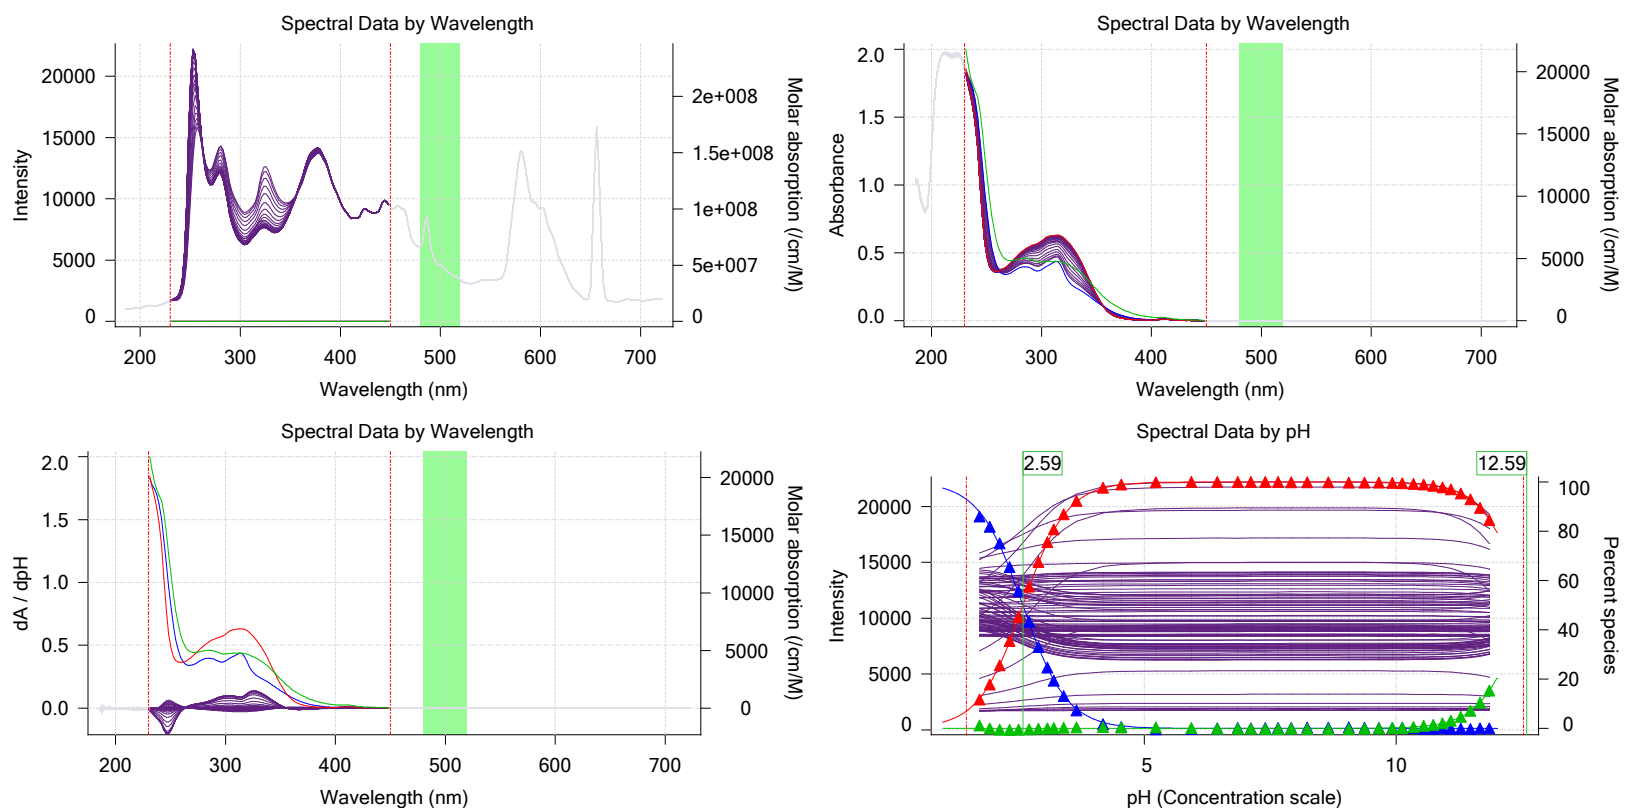 Spectral Data by Wavelength
20000
15000
10000
5000
0
Intensity
2e+008
1.5e+008
1e+008
5e+007
0
Molar absorption (/cm/M)
200 300 400 500 600 700
Wavelength (nm)
Spectral Data by Wavelength
2.0
1.5
1.0
0.5
0.0
Absorbance
20000
15000
10000
5000
0
Molar absorption (/cm/M)
200 300 400 500 600 700
Wavelength (nm)
Spectral Data by Wavelength
2.0
1.5
1.0
0.5
0.0
dA / dpH
20000
15000
10000
5000
0
Molar absorption (/cm/M)
200 300 400 500 600 700
Wavelength (nm)
Spectral Data by pH
2.59 12.59
20000
15000
10000
5000
0
Intensity
100
80
60
40
20
0
Percent species
5 10
pH (Concentration scale)